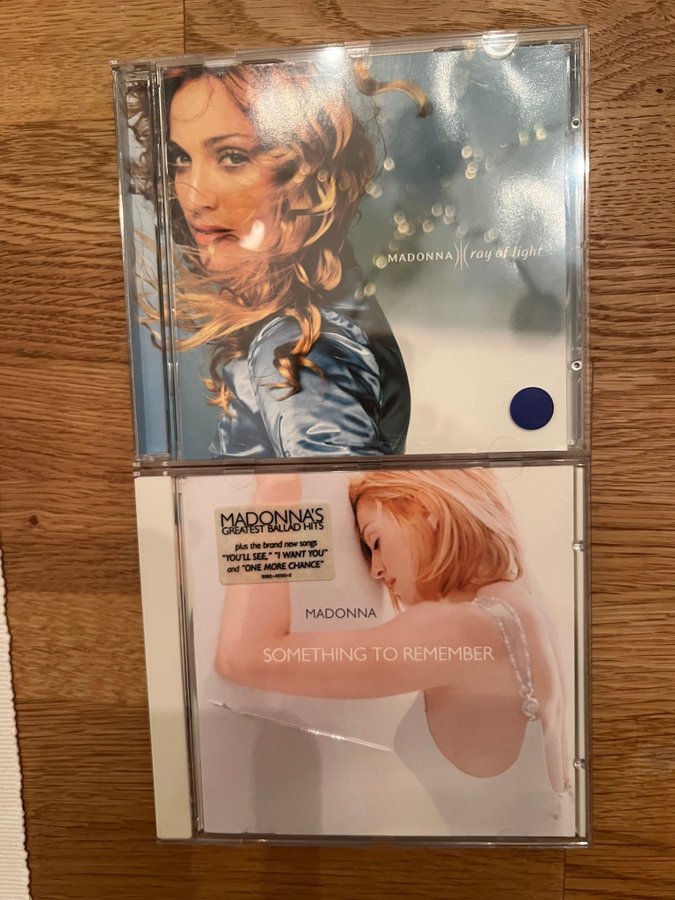 MADONNA ray of light
MADONNA'S
GREATEST BALLAD HITS
plus the brand new songs
"YOU'LL SEE," "I WANT YOU"
and "ONE MORE CHANCE"
MADONNA
SOMETHING TO REMEMBER